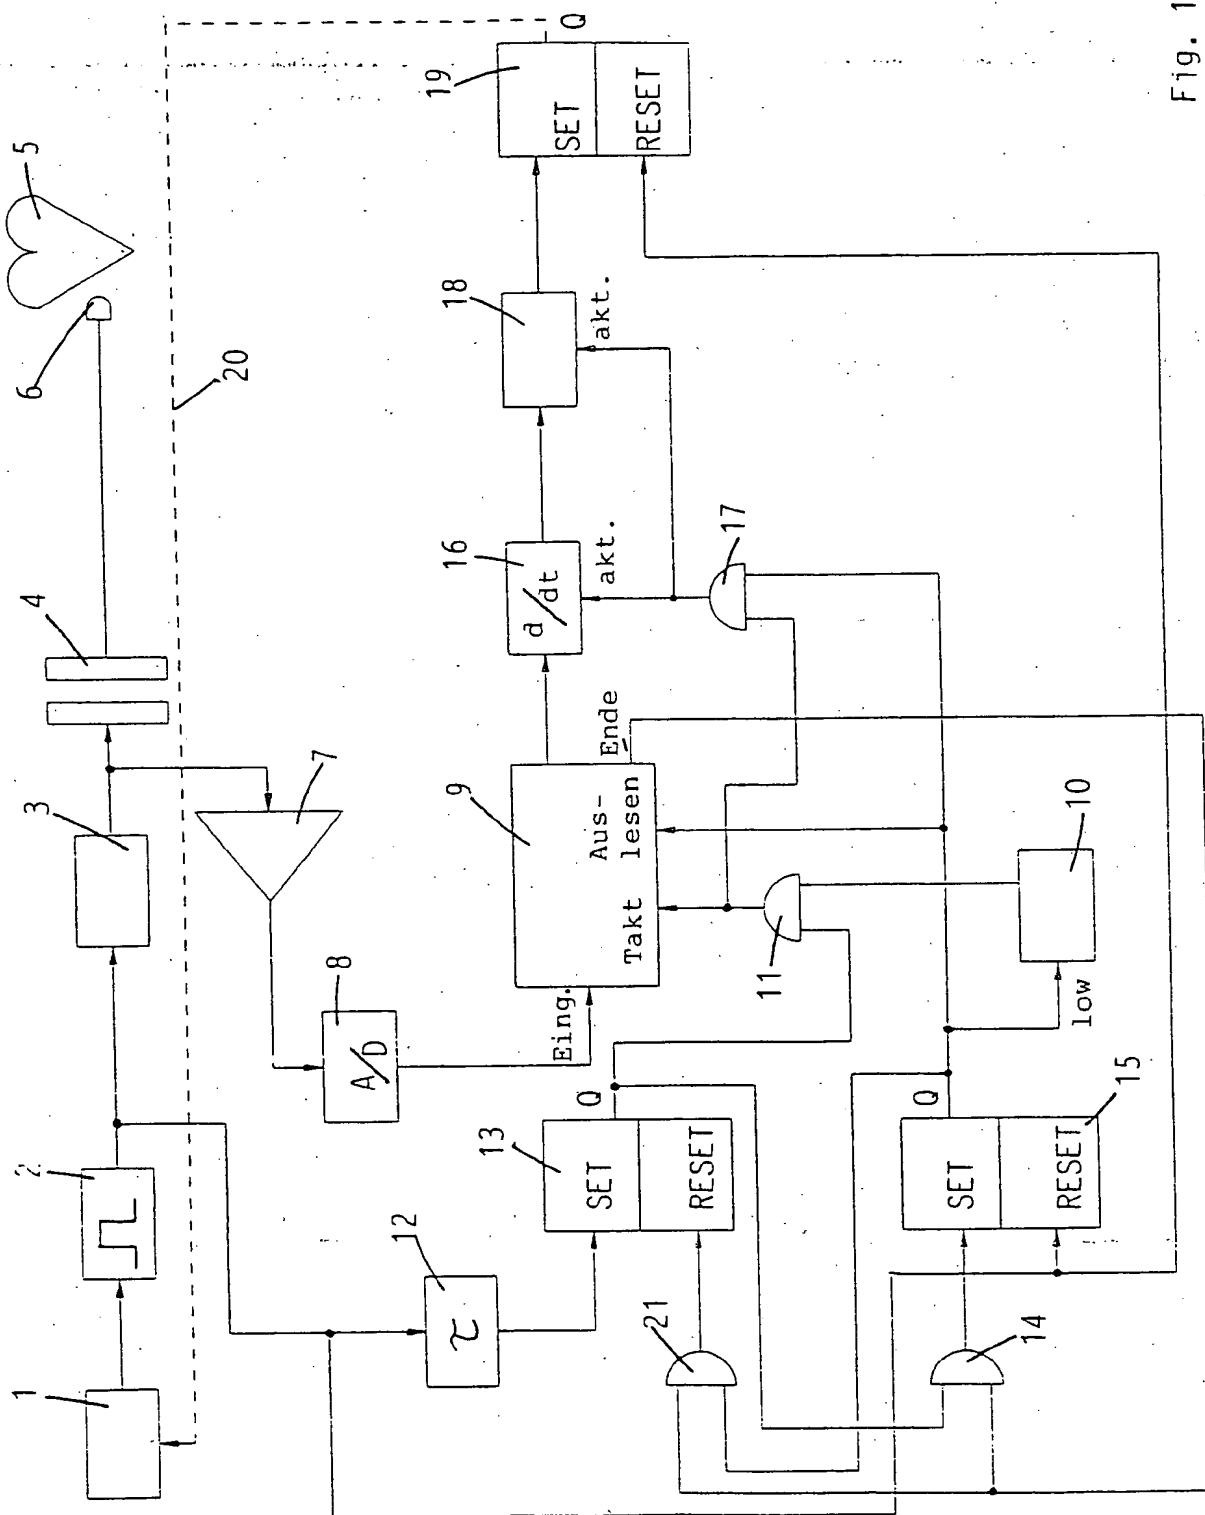 1
2
3
4
5
6
20
7
8
A/D
9
Eing.
Takt
Aus-
lesen
Ende
10
low
11
12
τ
13
SET
RESET
Q
14
15
SET
RESET
Q
16
d/dt
akt.
17
18
akt.
19
SET
RESET
Q
21
Fig. 1